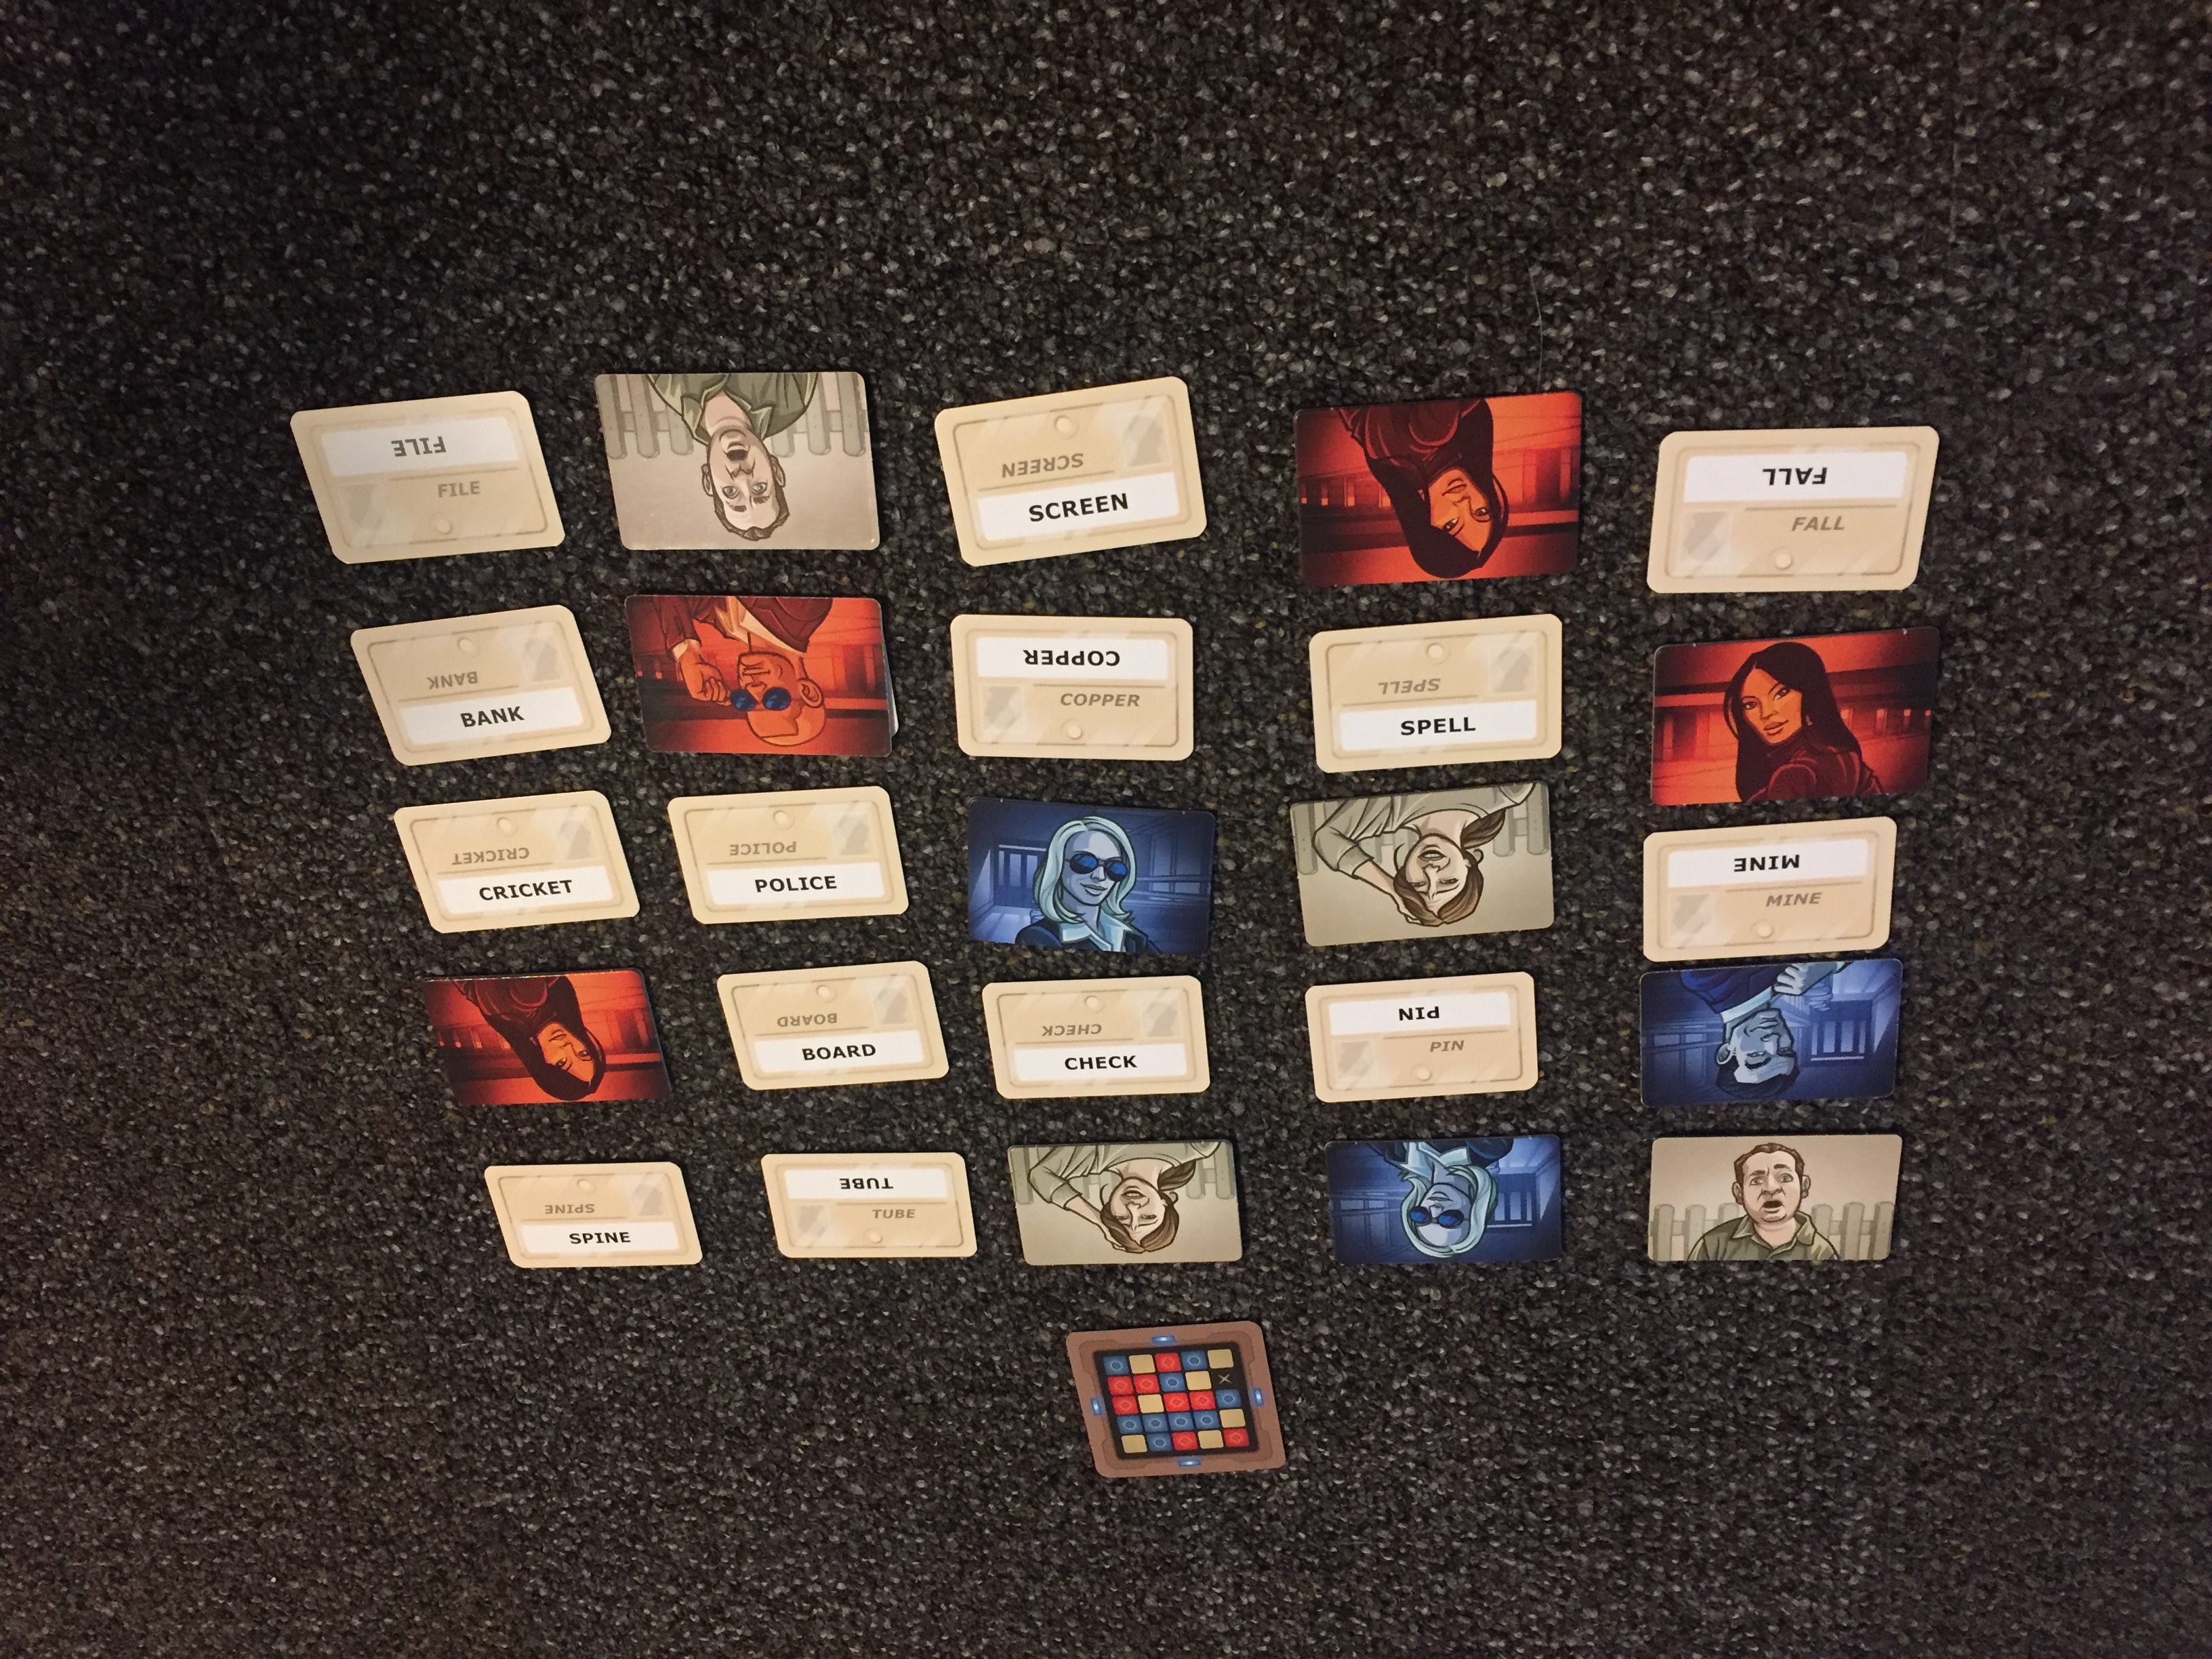 SPINE
SPINE
CRICKET
CRICKET
BANK
BANK
FILE
FILE
TUBE
TUBE
BOARD
BOARD
POLICE
POLICE
CHECK
CHECK
COPPER
COPPER
SCREEN
SCREEN
PIN
PIN
SPELL
SPELL
MINE
MINE
FALL
FALL